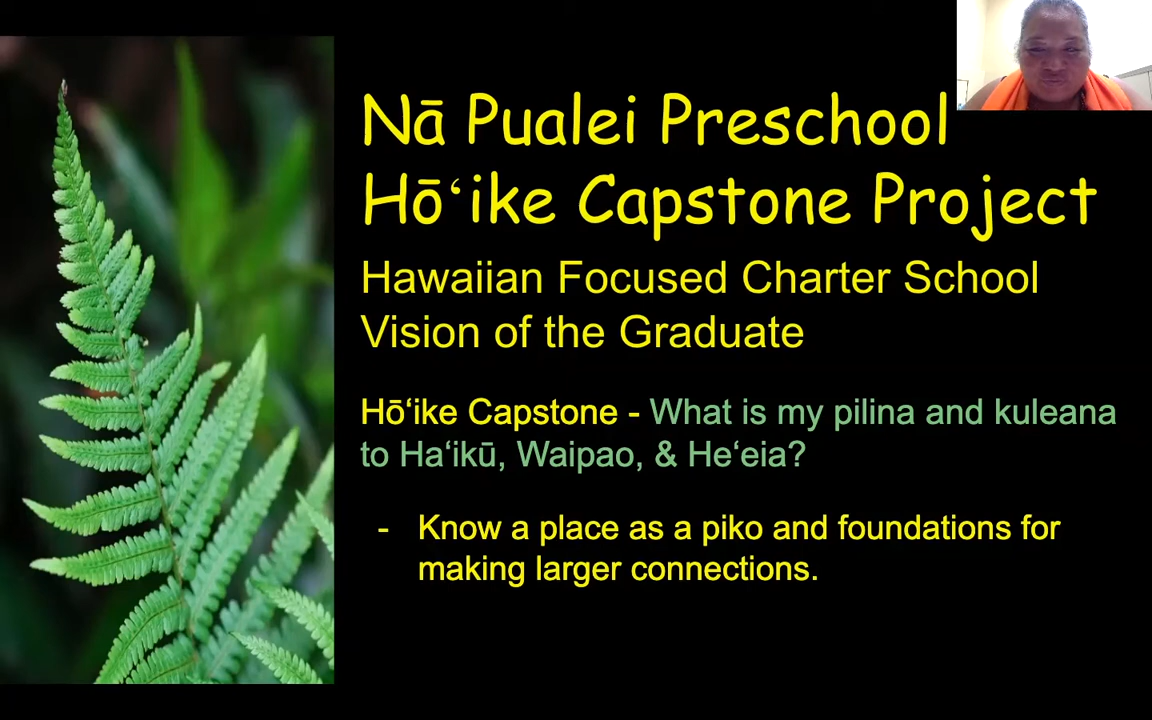 Nā Pualei Preschool
Hōʻike Capstone Project
Hawaiian Focused Charter School
Vision of the Graduate
Hōʻike Capstone - What is my pilina and kuleana
to Haʻikū, Waipao, & Heʻeia?
- Know a place as a piko and foundations for
making larger connections.